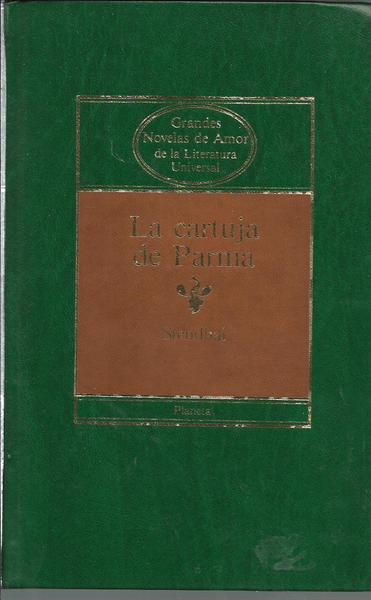 Grandes
Novelas de Amor
de la Literatura
Universal
La cartuja
de Parma
Stendhal
Planeta